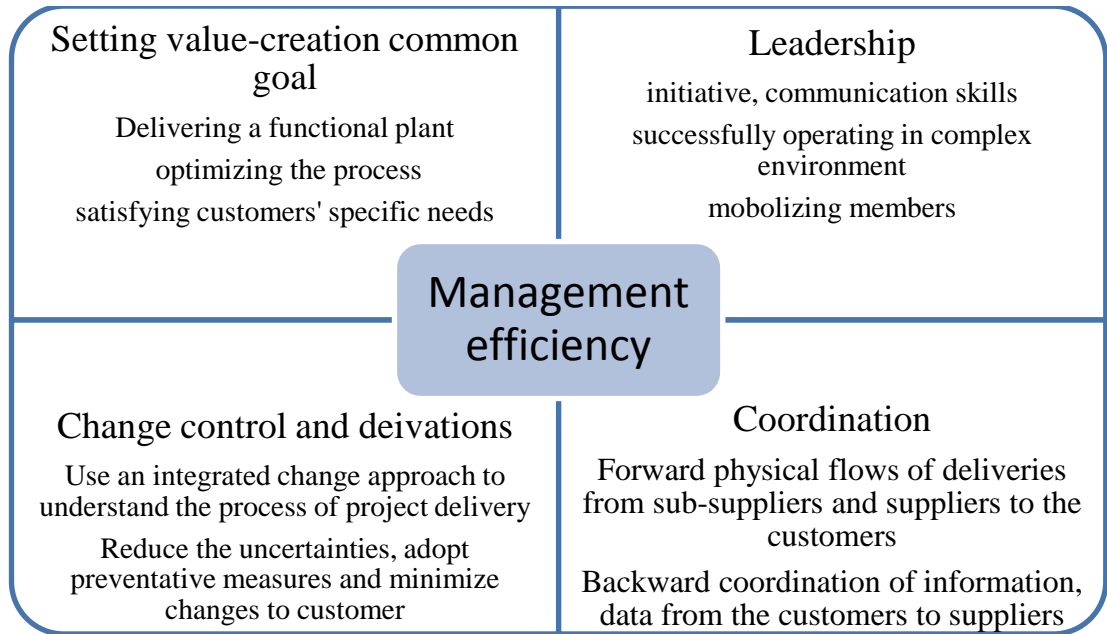 Setting value-creation common
goal
Delivering a functional plant
optimizing the process
satisfying customers' specific needs
Leadership
initiative, communication skills
successfully operating in complex
environment
mobolizing members
Management
efficiency
Change control and deivations
Use an integrated change approach to
understand the process of project delivery
Reduce the uncertainties, adopt
preventative measures and minimize
changes to customer
Coordination
Forward physical flows of deliveries
from sub-suppliers and suppliers to the
customers
Backward coordination of information,
data from the customers to suppliers